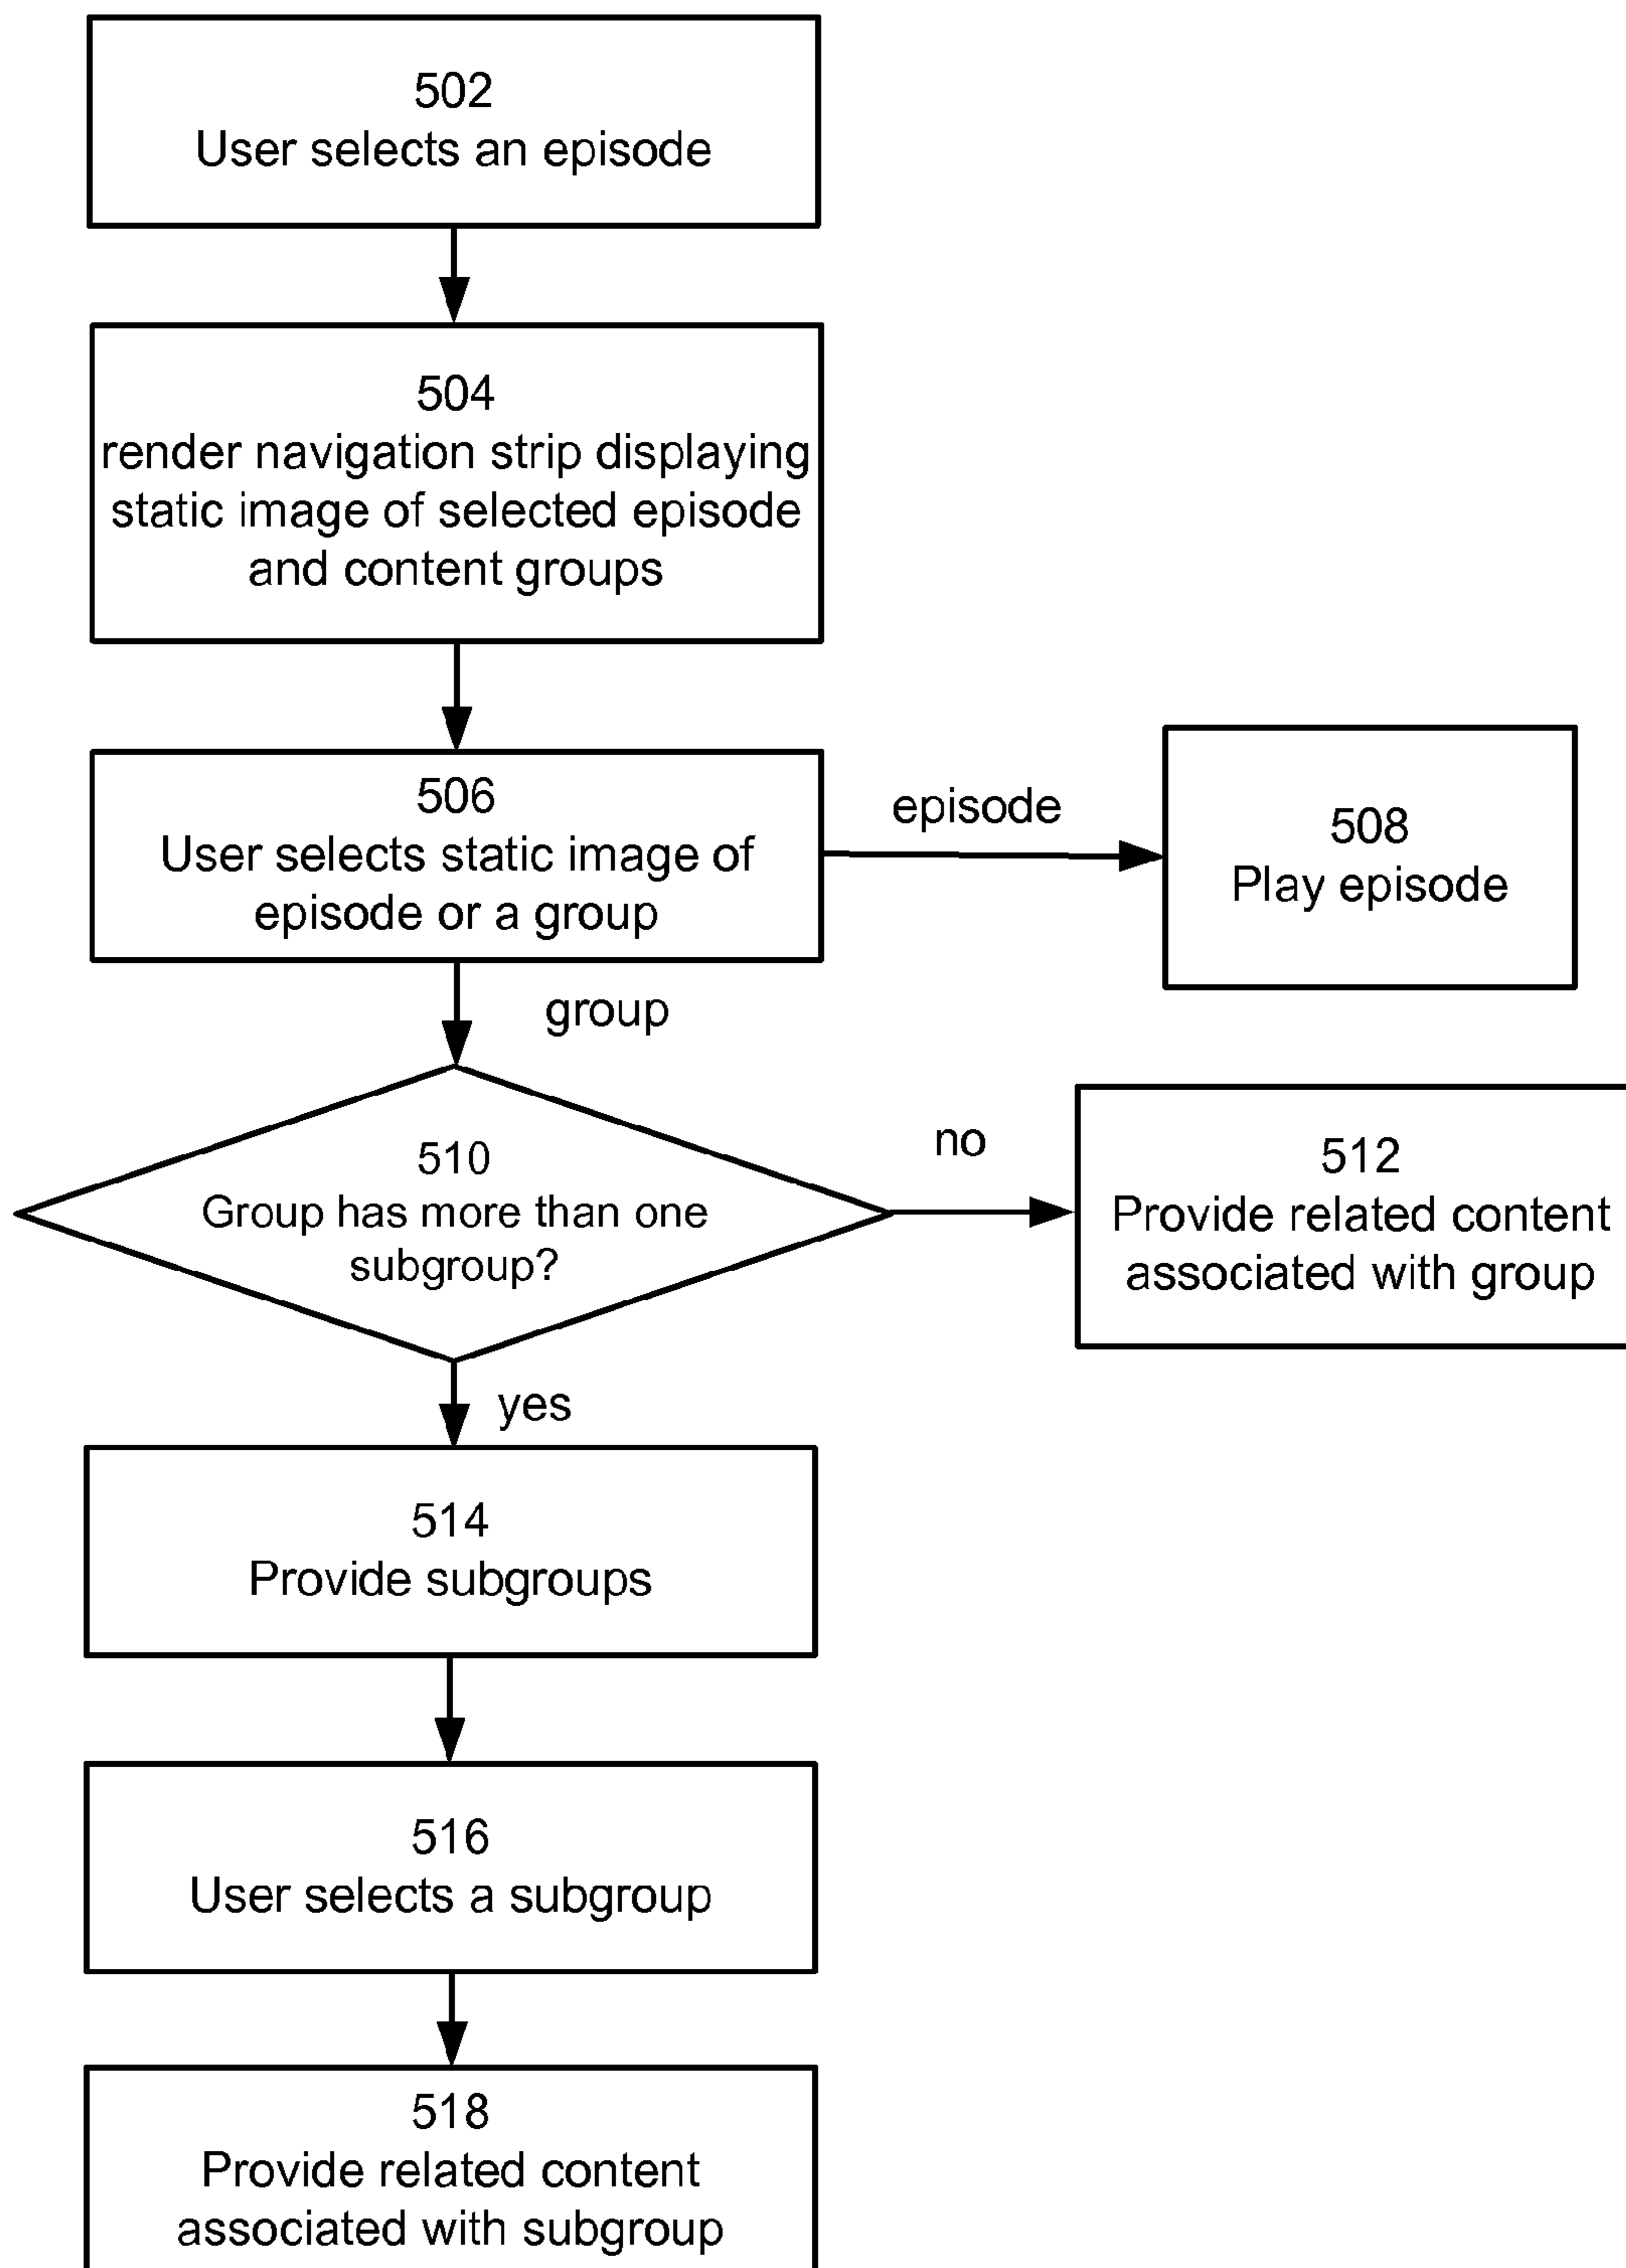 502
User selects an episode
504
render navigation strip displaying
static image of selected episode
and content groups
506
User selects static image of
episode or a group
episode
508
Play episode
group
510
Group has more than one
subgroup?
no
512
Provide related content
associated with group
yes
514
Provide subgroups
516
User selects a subgroup
518
Provide related content
associated with subgroup